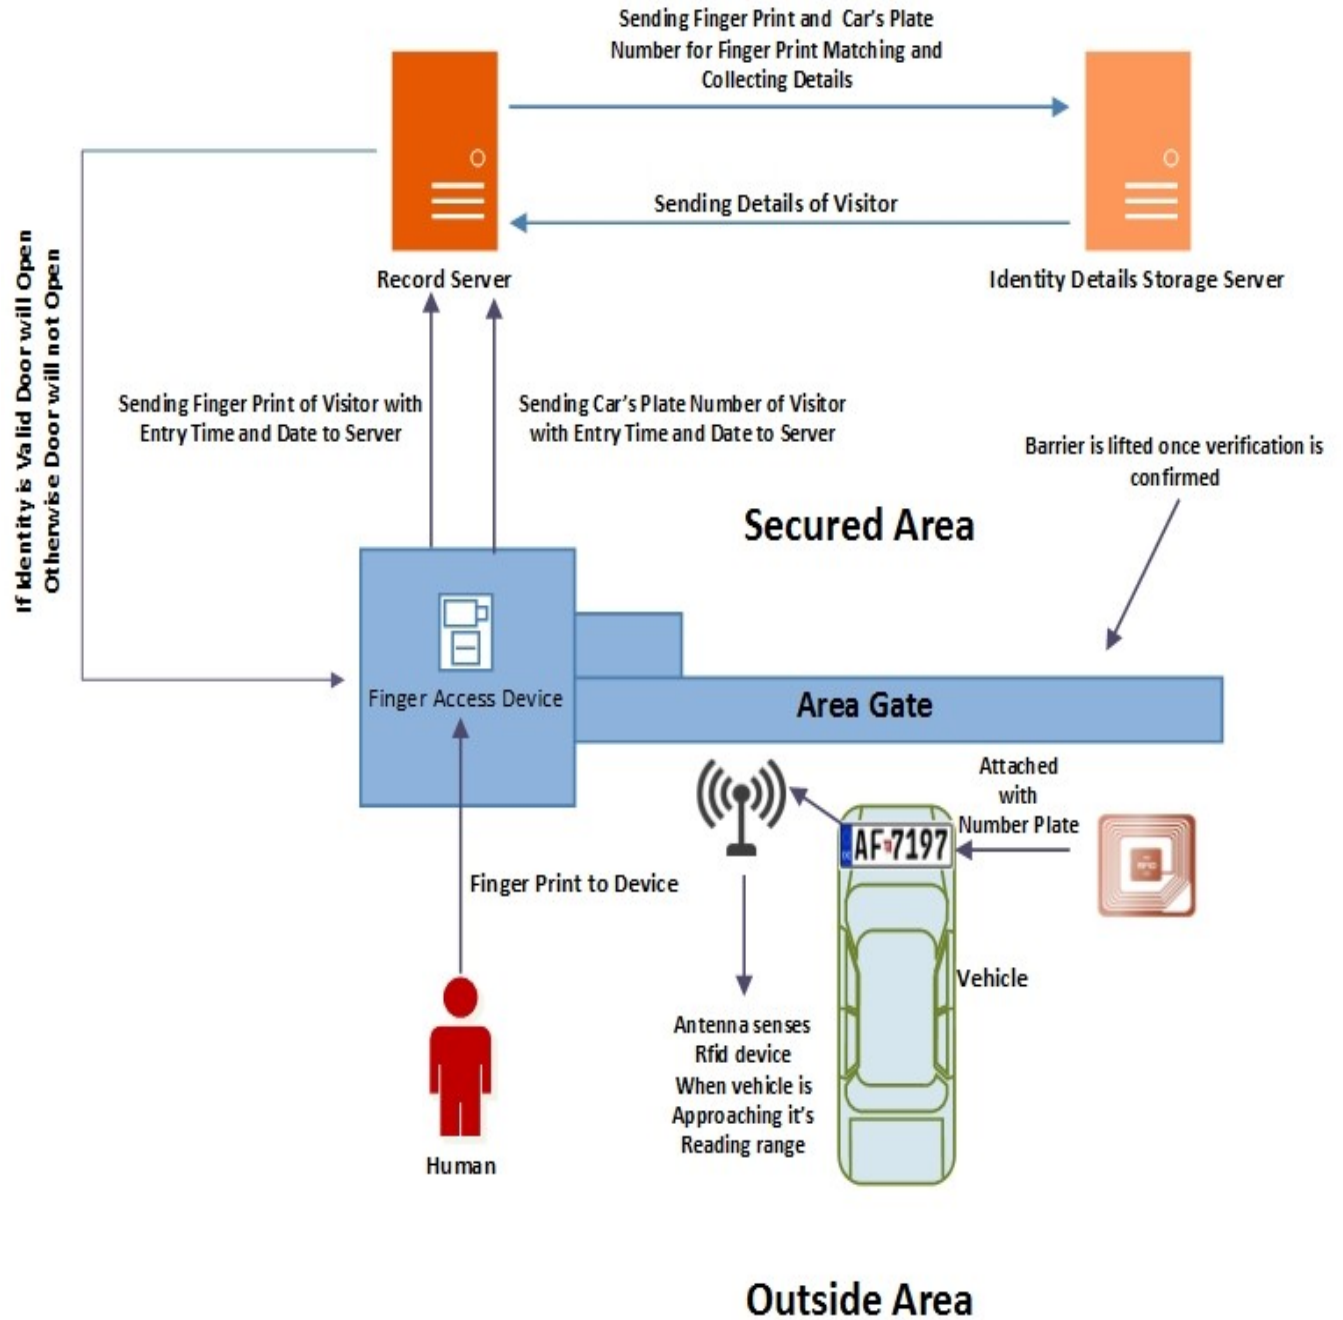 Sending Finger Print and Car's Plate
Number for Finger Print Matching and
Collecting Details
Sending Details of Visitor
Record Server
Identity Details Storage Server
If Identity is Valid Door will Open
Otherwise Door will not Open
Sending Finger Print of Visitor with
Entry Time and Date to Server
Sending Car's Plate Number of Visitor
with Entry Time and Date to Server
Barrier is lifted once verification is
confirmed
Secured Area
Finger Access Device
Area Gate
Attached
with
Number Plate
AF 7197
RFID
Finger Print to Device
Vehicle
Antenna senses
Rfid device
When vehicle is
Approaching it's
Reading range
Human
Outside Area